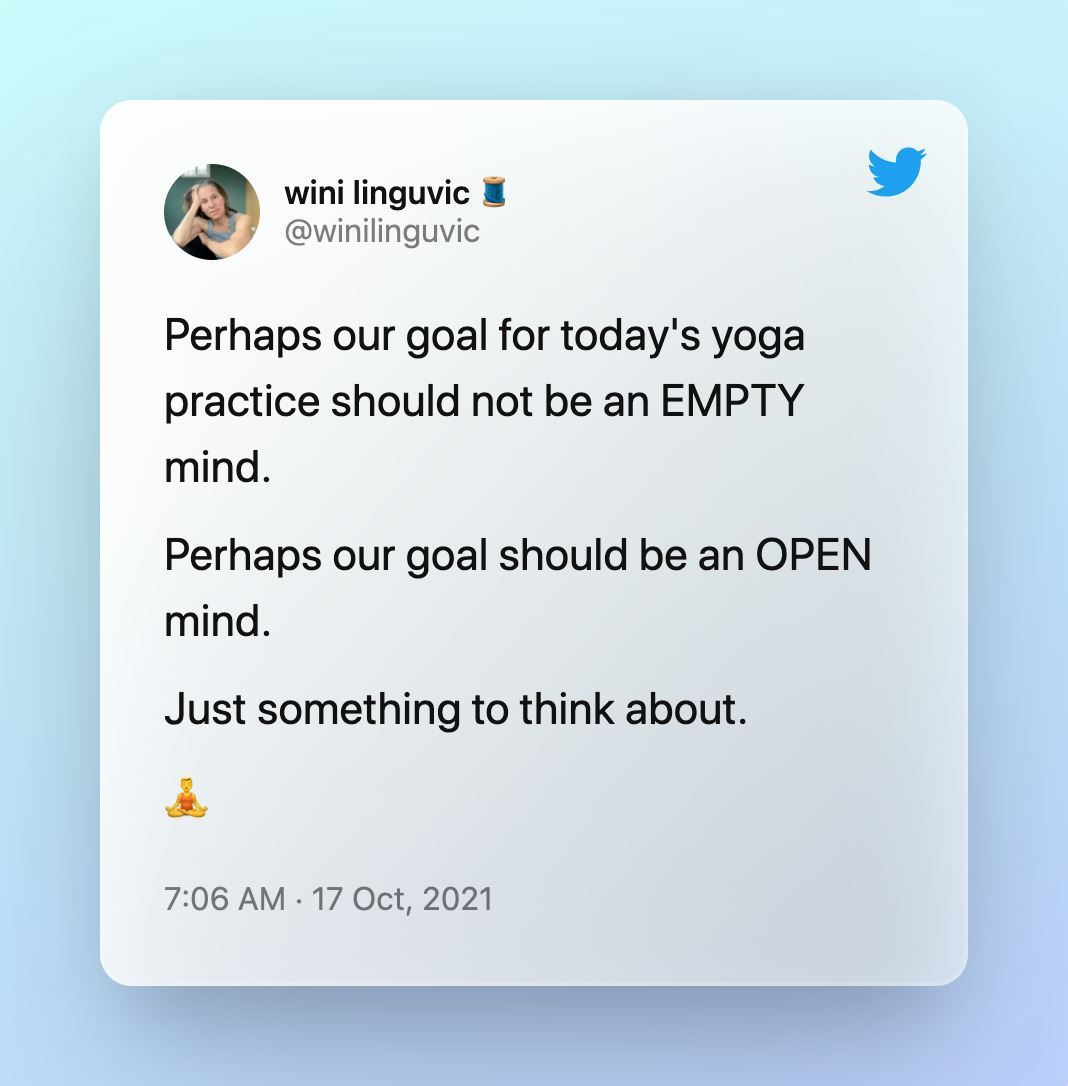 wini linguvic 🧵
@winilinguvic
Perhaps our goal for today's yoga
practice should not be an EMPTY
mind.
Perhaps our goal should be an OPEN
mind.
Just something to think about.
🧘
7:06 AM · 17 Oct, 2021